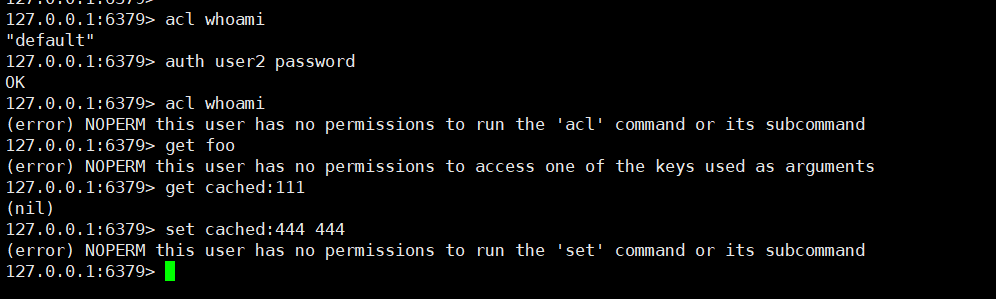 127.0.0.1:6379> acl whoami
"default"
127.0.0.1:6379> auth user2 password
OK
127.0.0.1:6379> acl whoami
(error) NOPERM this user has no permissions to run the 'acl' command or its subcommand
127.0.0.1:6379> get foo
(error) NOPERM this user has no permissions to access one of the keys used as arguments
127.0.0.1:6379> get cached:111
(nil)
127.0.0.1:6379> set cached:444 444
(error) NOPERM this user has no permissions to run the 'set' command or its subcommand
127.0.0.1:6379>